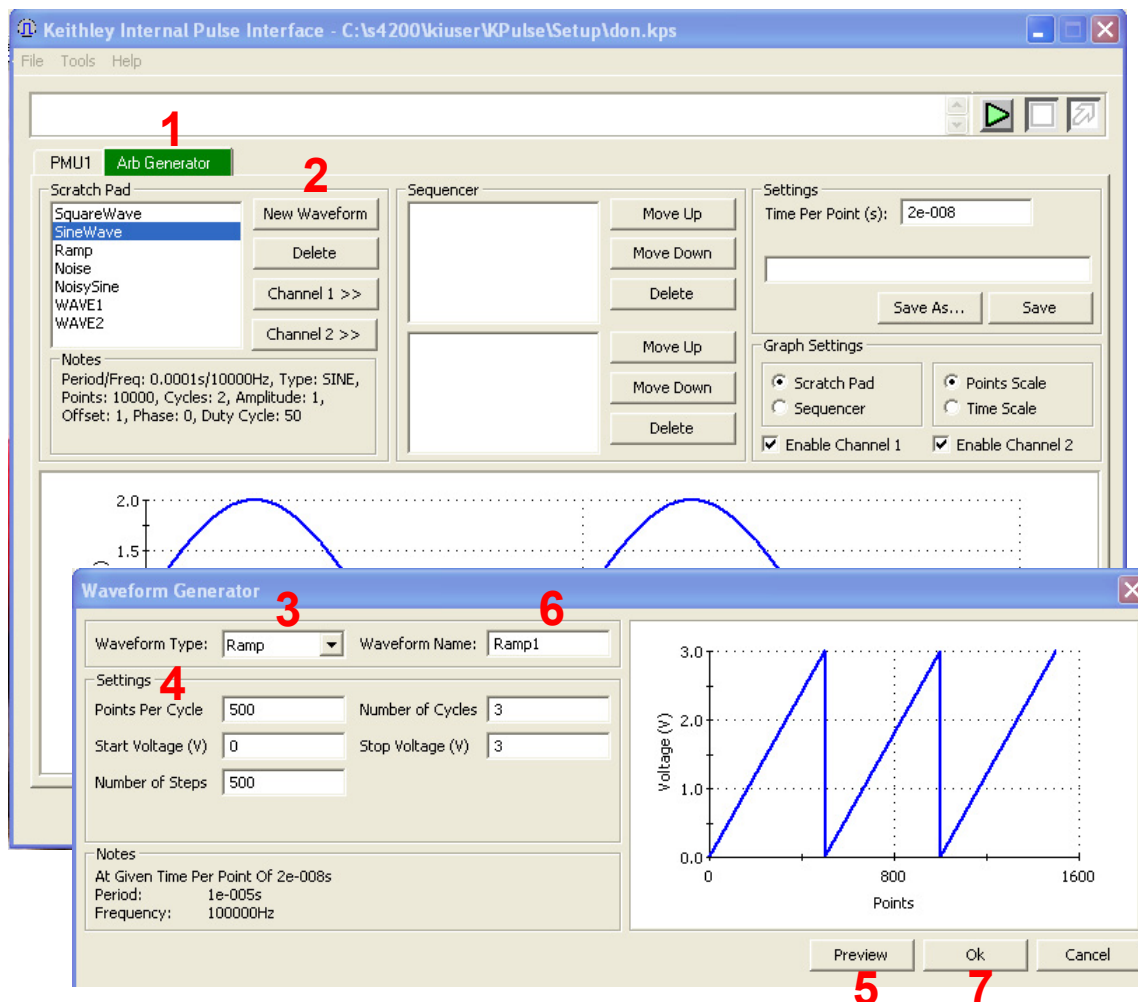 Keithley Internal Pulse Interface - C:\s4200\kiuser\KPulse\Setup\don.kps
File Tools Help
1
PMU1 Arb Generator
2
Scratch Pad
SquareWave
SineWave
Ramp
Noise
NoisySine
WAVE1
WAVE2
New Waveform
Delete
Channel 1 >>
Channel 2 >>
Notes
Period/Freq: 0.0001s/10000Hz, Type: SINE,
Points: 10000, Cycles: 2, Amplitude: 1,
Offset: 1, Phase: 0, Duty Cycle: 50
Sequencer
Move Up
Move Down
Delete
Move Up
Move Down
Delete
Settings
Time Per Point (s): 2e-008
Save As... Save
Graph Settings
Scratch Pad
Sequencer
Points Scale
Time Scale
Enable Channel 1 Enable Channel 2
2.0
1.5
Waveform Generator
3
6
Waveform Type: Ramp Waveform Name: Ramp1
Settings
4
Points Per Cycle 500 Number of Cycles 3
Start Voltage (V) 0 Stop Voltage (V) 3
Number of Steps 500
Notes
At Given Time Per Point Of 2e-008s
Period: 1e-005s
Frequency: 100000Hz
Voltage (V)
3.0
2.0
1.0
0.0
0 800 1600
Points
Preview Ok Cancel
5 7